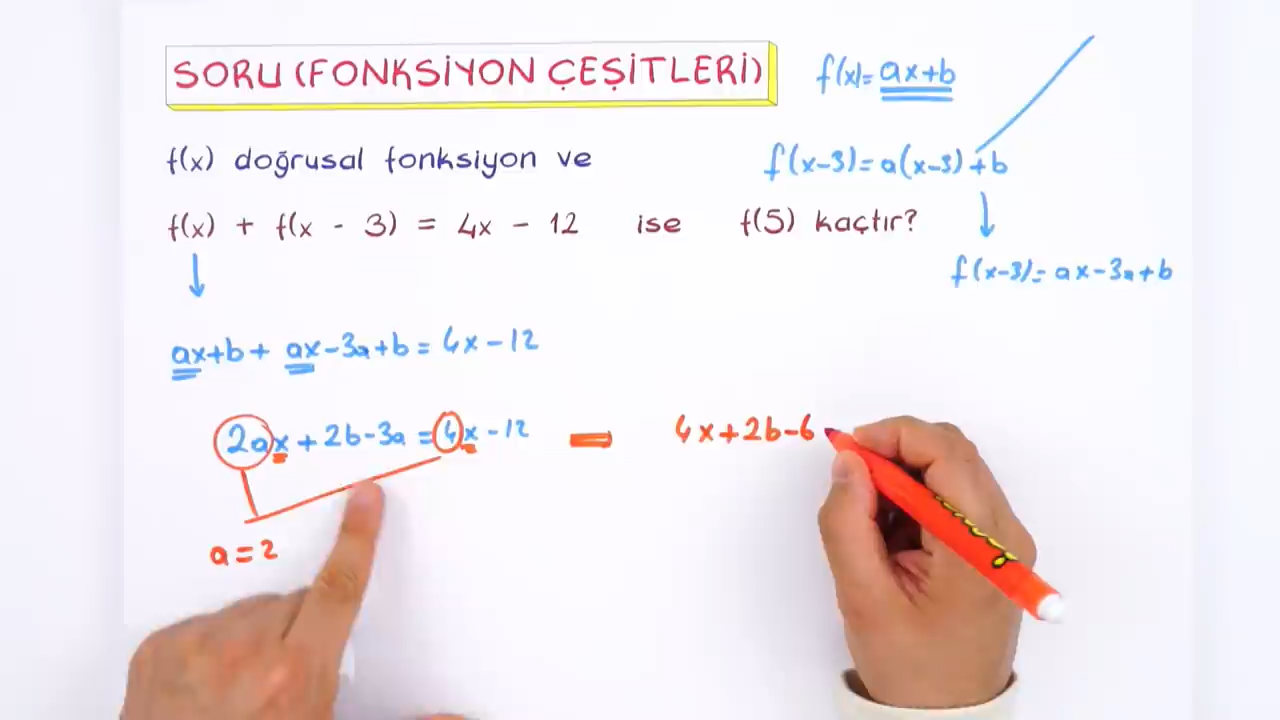 SORU (FONKSİYON ÇEŞİTLERİ)
f(x) = ax+b
f(x) doğrusal fonksiyon ve
f(x-3) = a(x-3) + b
f(x) + f(x - 3) = 4x - 12 ise f(5) kaçtır?
f(x-3) = ax-3a+b
ax+b + ax-3a+b = 4x-12
2ax + 2b-3a = 4x-12
4x+2b-6
a = 2